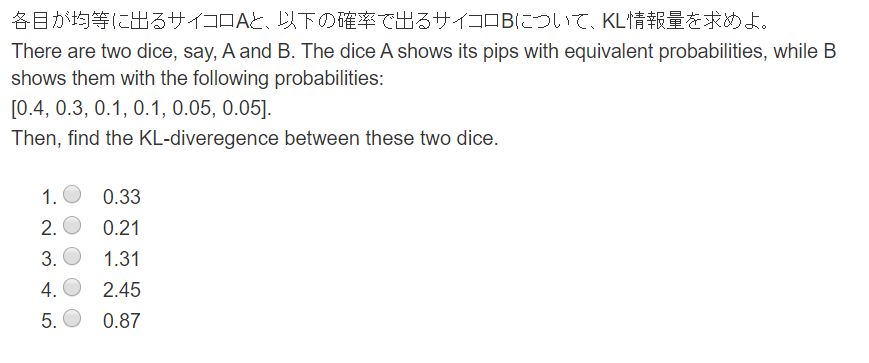 各目が均等に出るサイコロAと、以下の確率で出るサイコロBについて、KL情報量を求めよ。
There are two dice, say, A and B. The dice A shows its pips with equivalent probabilities, while B
shows them with the following probabilities:
[0.4, 0.3, 0.1, 0.1, 0.05, 0.05].
Then, find the KL-diveregence between these two dice.
1. 0.33
2. 0.21
3. 1.31
4. 2.45
5. 0.87